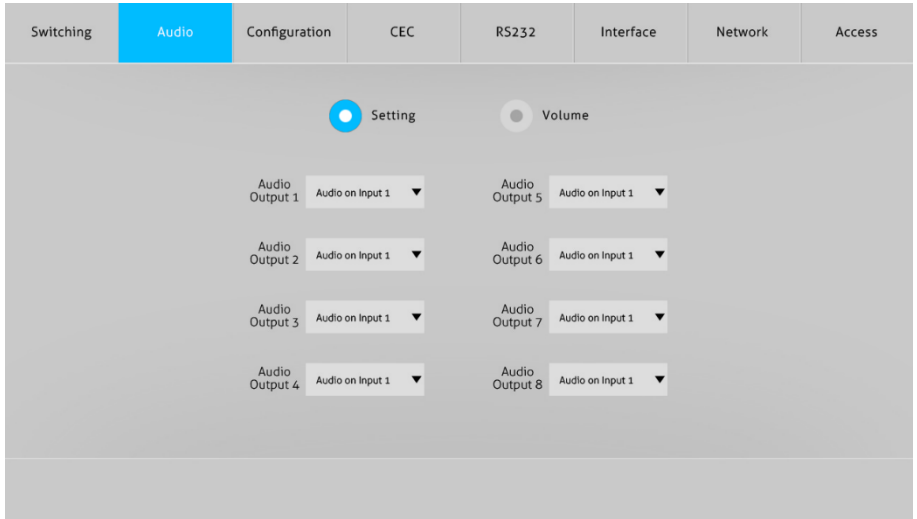 Switching Audio Configuration CEC RS232 Interface Network Access
Setting Volume
Audio
Output 1 Audio on Input 1
Audio
Output 5 Audio on Input 1
Audio
Output 2 Audio on Input 1
Audio
Output 6 Audio on Input 1
Audio
Output 3 Audio on Input 1
Audio
Output 7 Audio on Input 1
Audio
Output 4 Audio on Input 1
Audio
Output 8 Audio on Input 1